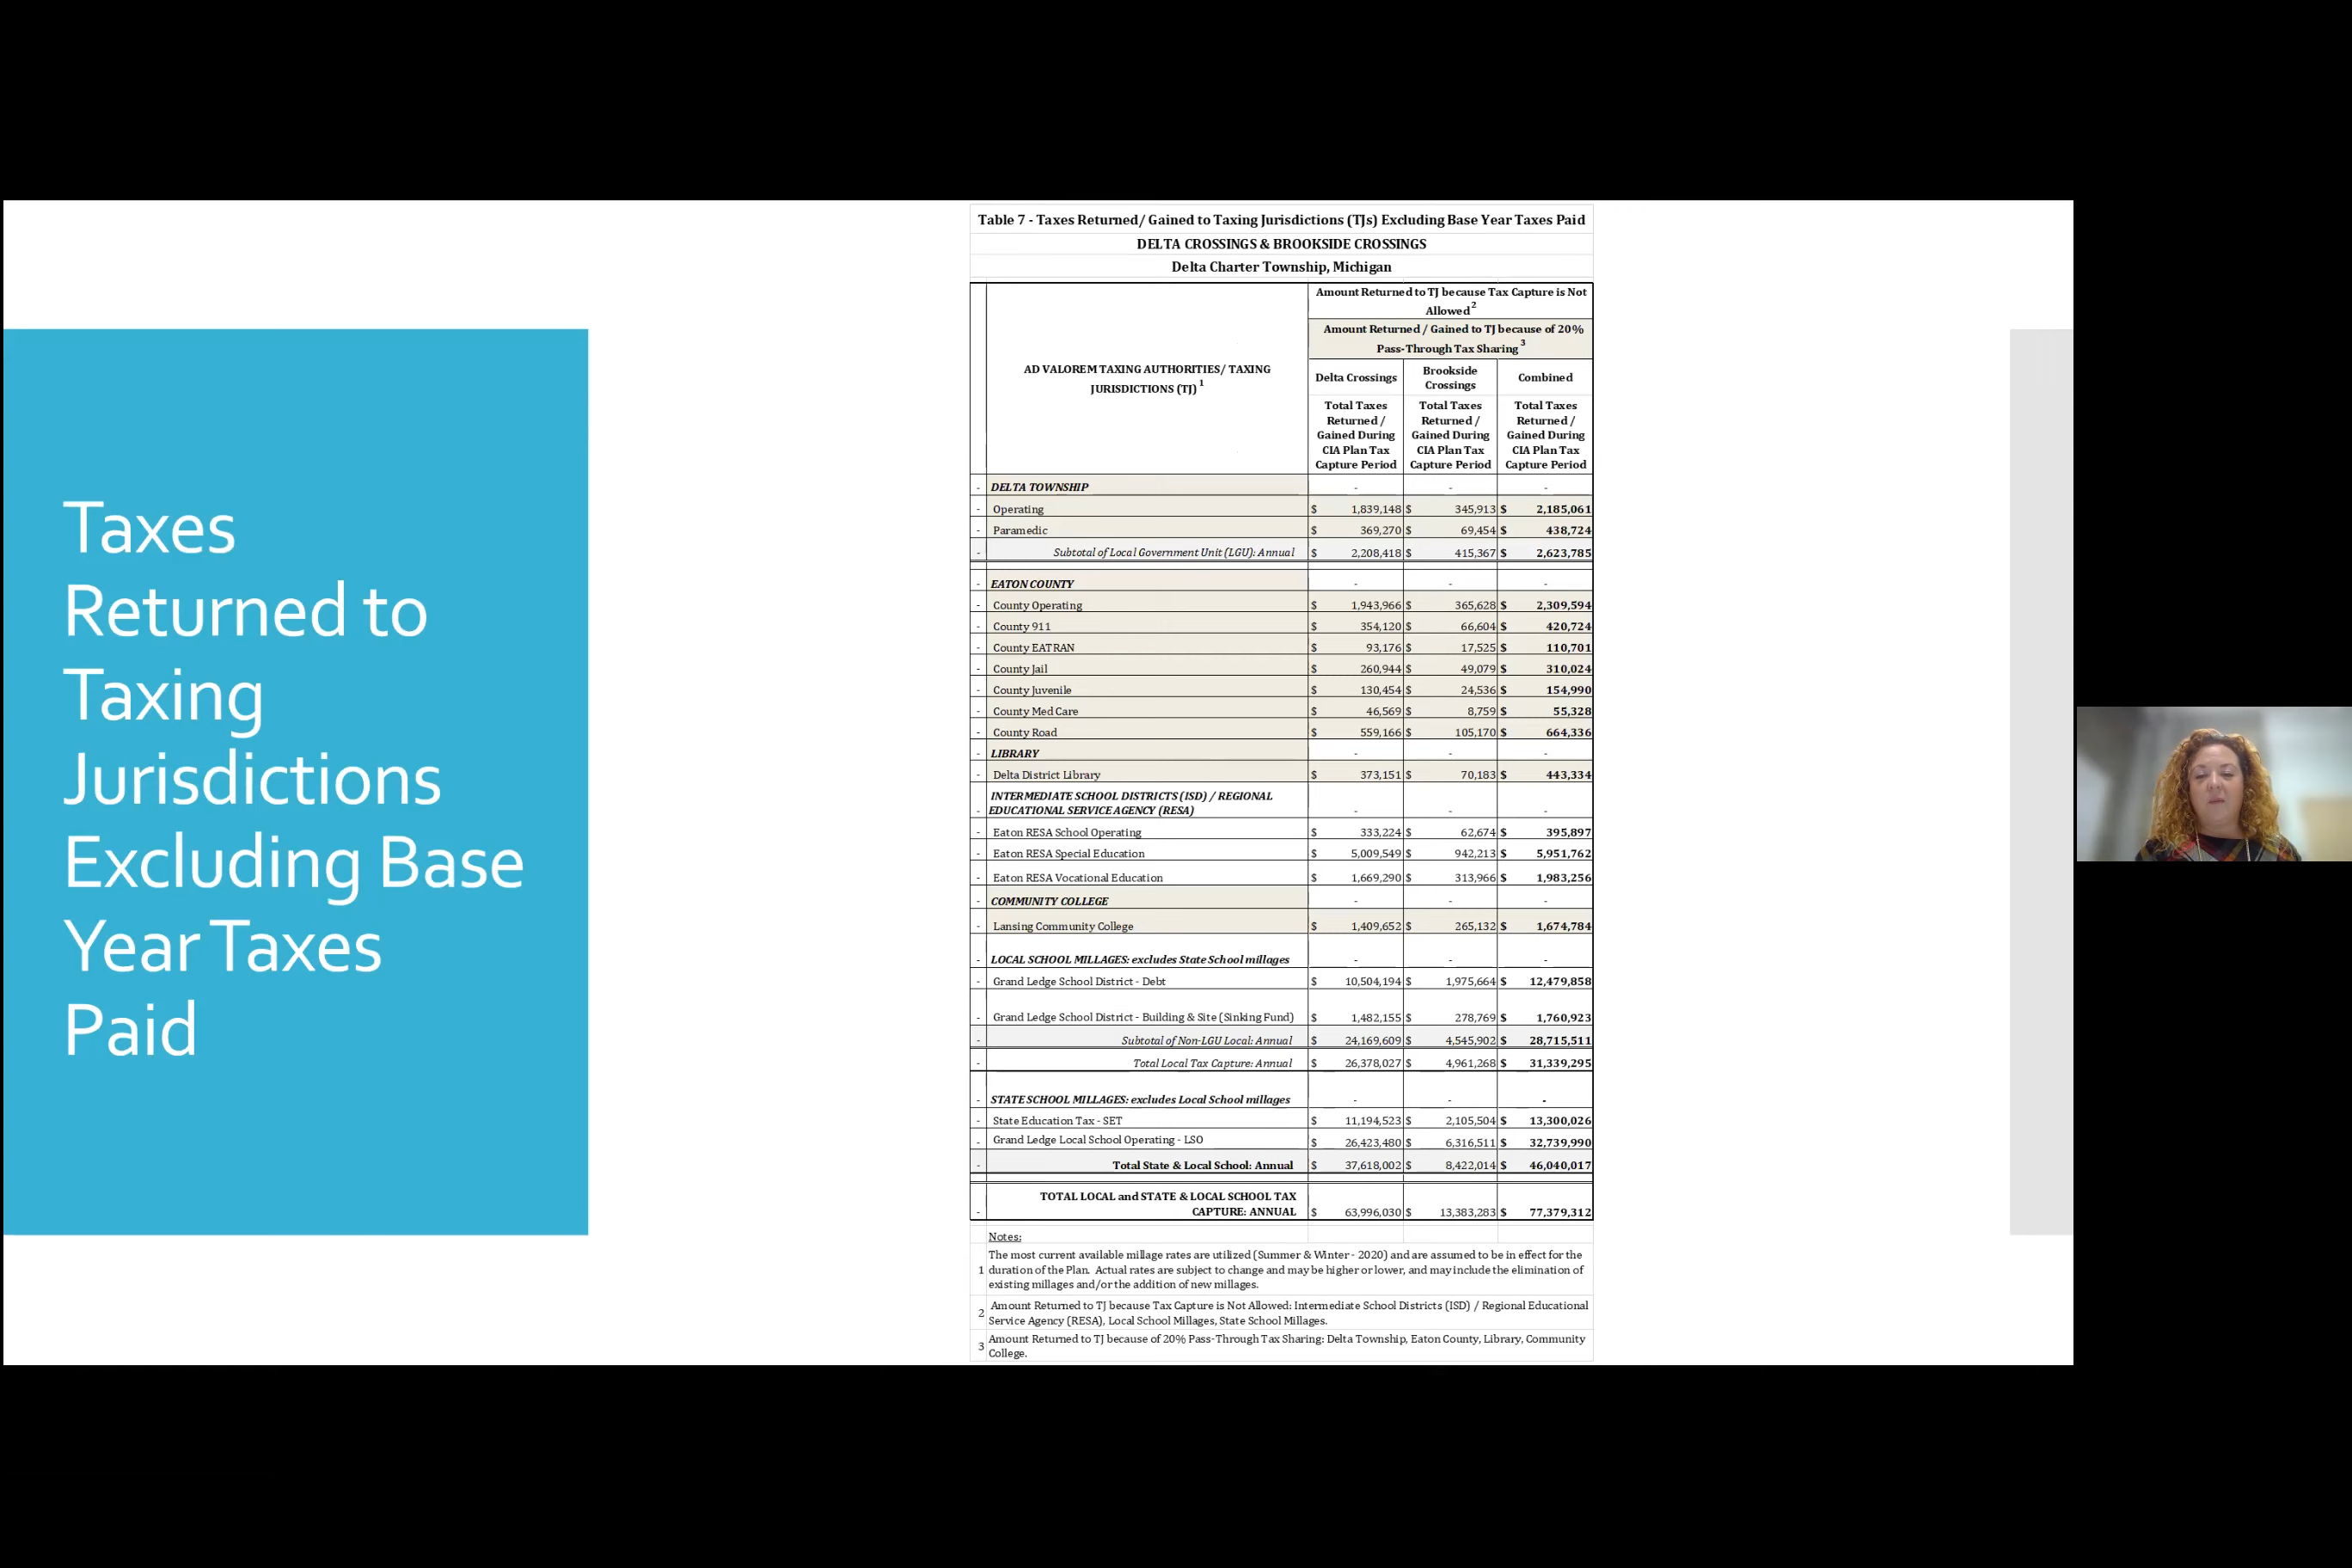 Taxes
Returned to
Taxing
Jurisdictions
Excluding Base
Year Taxes
Paid
Table 7 - Taxes Returned/ Gained to Taxing Jurisdictions (TJs) Excluding Base Year Taxes Paid
DELTA CROSSINGS & BROOKSIDE CROSSINGS
Delta Charter Township, Michigan
AD VALOREM TAXING AUTHORITIES/ TAXING
JURISDICTIONS (TJ) 1
Amount Returned to TJ because Tax Capture is Not
Allowed 2
Amount Returned / Gained to TJ because of 20%
Pass-Through Tax Sharing 3
Delta Crossings
Brookside
Crossings
Combined
Total Taxes
Returned /
Gained During
CIA Plan Tax
Capture Period
Total Taxes
Returned /
Gained During
CIA Plan Tax
Capture Period
Total Taxes
Returned /
Gained During
CIA Plan Tax
Capture Period
- DELTA TOWNSHIP - - -
- Operating $ 1,839,148 $ 345,913 $ 2,185,061
- Paramedic $ 369,270 $ 69,454 $ 438,724
- Subtotal of Local Government Unit (LGU): Annual $ 2,208,418 $ 415,367 $ 2,623,785
- EATON COUNTY - - -
- County Operating $ 1,943,966 $ 365,628 $ 2,309,594
- County 911 $ 354,120 $ 66,604 $ 420,724
- County EATRAN $ 93,176 $ 17,525 $ 110,701
- County Jail $ 260,944 $ 49,079 $ 310,024
- County Juvenile $ 130,454 $ 24,536 $ 154,990
- County Med Care $ 46,569 $ 8,759 $ 55,328
- County Road $ 559,166 $ 105,170 $ 664,336
- LIBRARY - - -
- Delta District Library $ 373,151 $ 70,183 $ 443,334
INTERMEDIATE SCHOOL DISTRICTS (ISD) / REGIONAL
- EDUCATIONAL SERVICE AGENCY (RESA) - - -
- Eaton RESA School Operating $ 333,224 $ 62,674 $ 395,897
- Eaton RESA Special Education $ 5,009,549 $ 942,213 $ 5,951,762
- Eaton RESA Vocational Education $ 1,669,290 $ 313,966 $ 1,983,256
- COMMUNITY COLLEGE - - -
- Lansing Community College $ 1,409,652 $ 265,132 $ 1,674,784
- LOCAL SCHOOL MILLAGES: excludes State School millages - - -
- Grand Ledge School District - Debt $ 10,504,194 $ 1,975,664 $ 12,479,858
- Grand Ledge School District - Building & Site (Sinking Fund) $ 1,482,155 $ 278,769 $ 1,760,923
- Subtotal of Non-LGU Local: Annual $ 24,169,609 $ 4,545,902 $ 28,715,511
- Total Local Tax Capture: Annual $ 26,378,027 $ 4,961,268 $ 31,339,295
- STATE SCHOOL MILLAGES: excludes Local School millages - - -
- State Education Tax - SET $ 11,194,523 $ 2,105,504 $ 13,300,026
- Grand Ledge Local School Operating - LSO $ 26,423,480 $ 6,316,511 $ 32,739,990
- Total State & Local School: Annual $ 37,618,002 $ 8,422,014 $ 46,040,017
TOTAL LOCAL and STATE & LOCAL SCHOOL TAX
- CAPTURE: ANNUAL $ 63,996,030 $ 13,383,283 $ 77,379,312
Notes:
The most current available millage rates are utilized (Summer & Winter - 2020) and are assumed to be in effect for the
1 duration of the Plan. Actual rates are subject to change and may be higher or lower, and may include the elimination of
existing millages and/or the addition of new millages.
2 Amount Returned to TJ because Tax Capture is Not Allowed: Intermediate School Districts (ISD) / Regional Educational
Service Agency (RESA), Local School Millages, State School Millages.
3 Amount Returned to TJ because of 20% Pass-Through Tax Sharing: Delta Township, Eaton County, Library, Community
College.